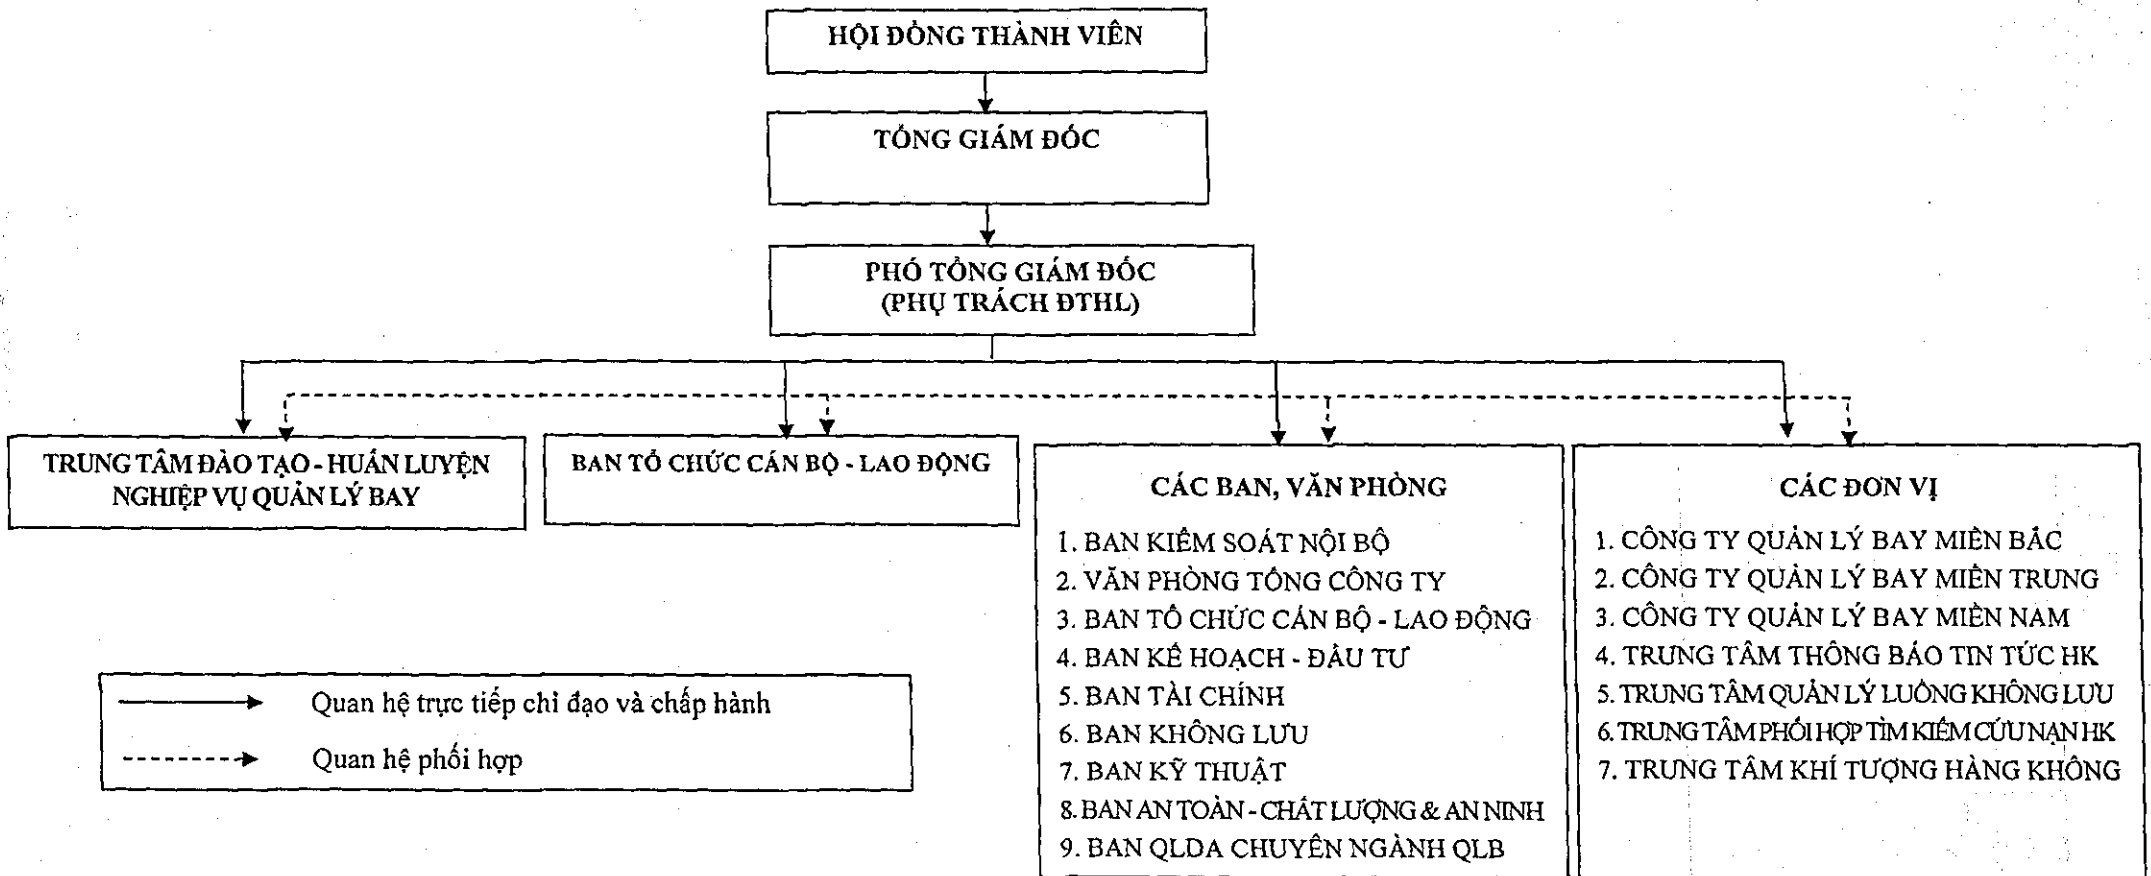 HỘI ĐỒNG THÀNH VIÊN
TỔNG GIÁM ĐỐC
PHÓ TỔNG GIÁM ĐỐC
(PHỤ TRÁCH ĐTHL)
TRUNG TÂM ĐÀO TẠO - HUẤN LUYỆN
NGHIỆP VỤ QUẢN LÝ BAY
BAN TỔ CHỨC CÁN BỘ - LAO ĐỘNG
CÁC BAN, VĂN PHÒNG
1. BAN KIỂM SOÁT NỘI BỘ
2. VĂN PHÒNG TỔNG CÔNG TY
3. BAN TỔ CHỨC CÁN BỘ - LAO ĐỘNG
4. BAN KẾ HOẠCH - ĐẦU TƯ
5. BAN TÀI CHÍNH
6. BAN KHÔNG LƯU
7. BAN KỸ THUẬT
8. BAN AN TOÀN - CHẤT LƯỢNG & AN NINH
9. BAN QLDA CHUYÊN NGÀNH QLB
CÁC ĐƠN VỊ
1. CÔNG TY QUẢN LÝ BAY MIỀN BẮC
2. CÔNG TY QUẢN LÝ BAY MIỀN TRUNG
3. CÔNG TY QUẢN LÝ BAY MIỀN NAM
4. TRUNG TÂM THÔNG BÁO TIN TỨC HK
5. TRUNG TÂM QUẢN LÝ LUỒNG KHÔNG LƯU
6. TRUNG TÂM PHỐI HỢP TÌM KIẾM CỨU NẠN HK
7. TRUNG TÂM KHÍ TƯỢNG HÀNG KHÔNG
Quan hệ trực tiếp chỉ đạo và chấp hành
Quan hệ phối hợp